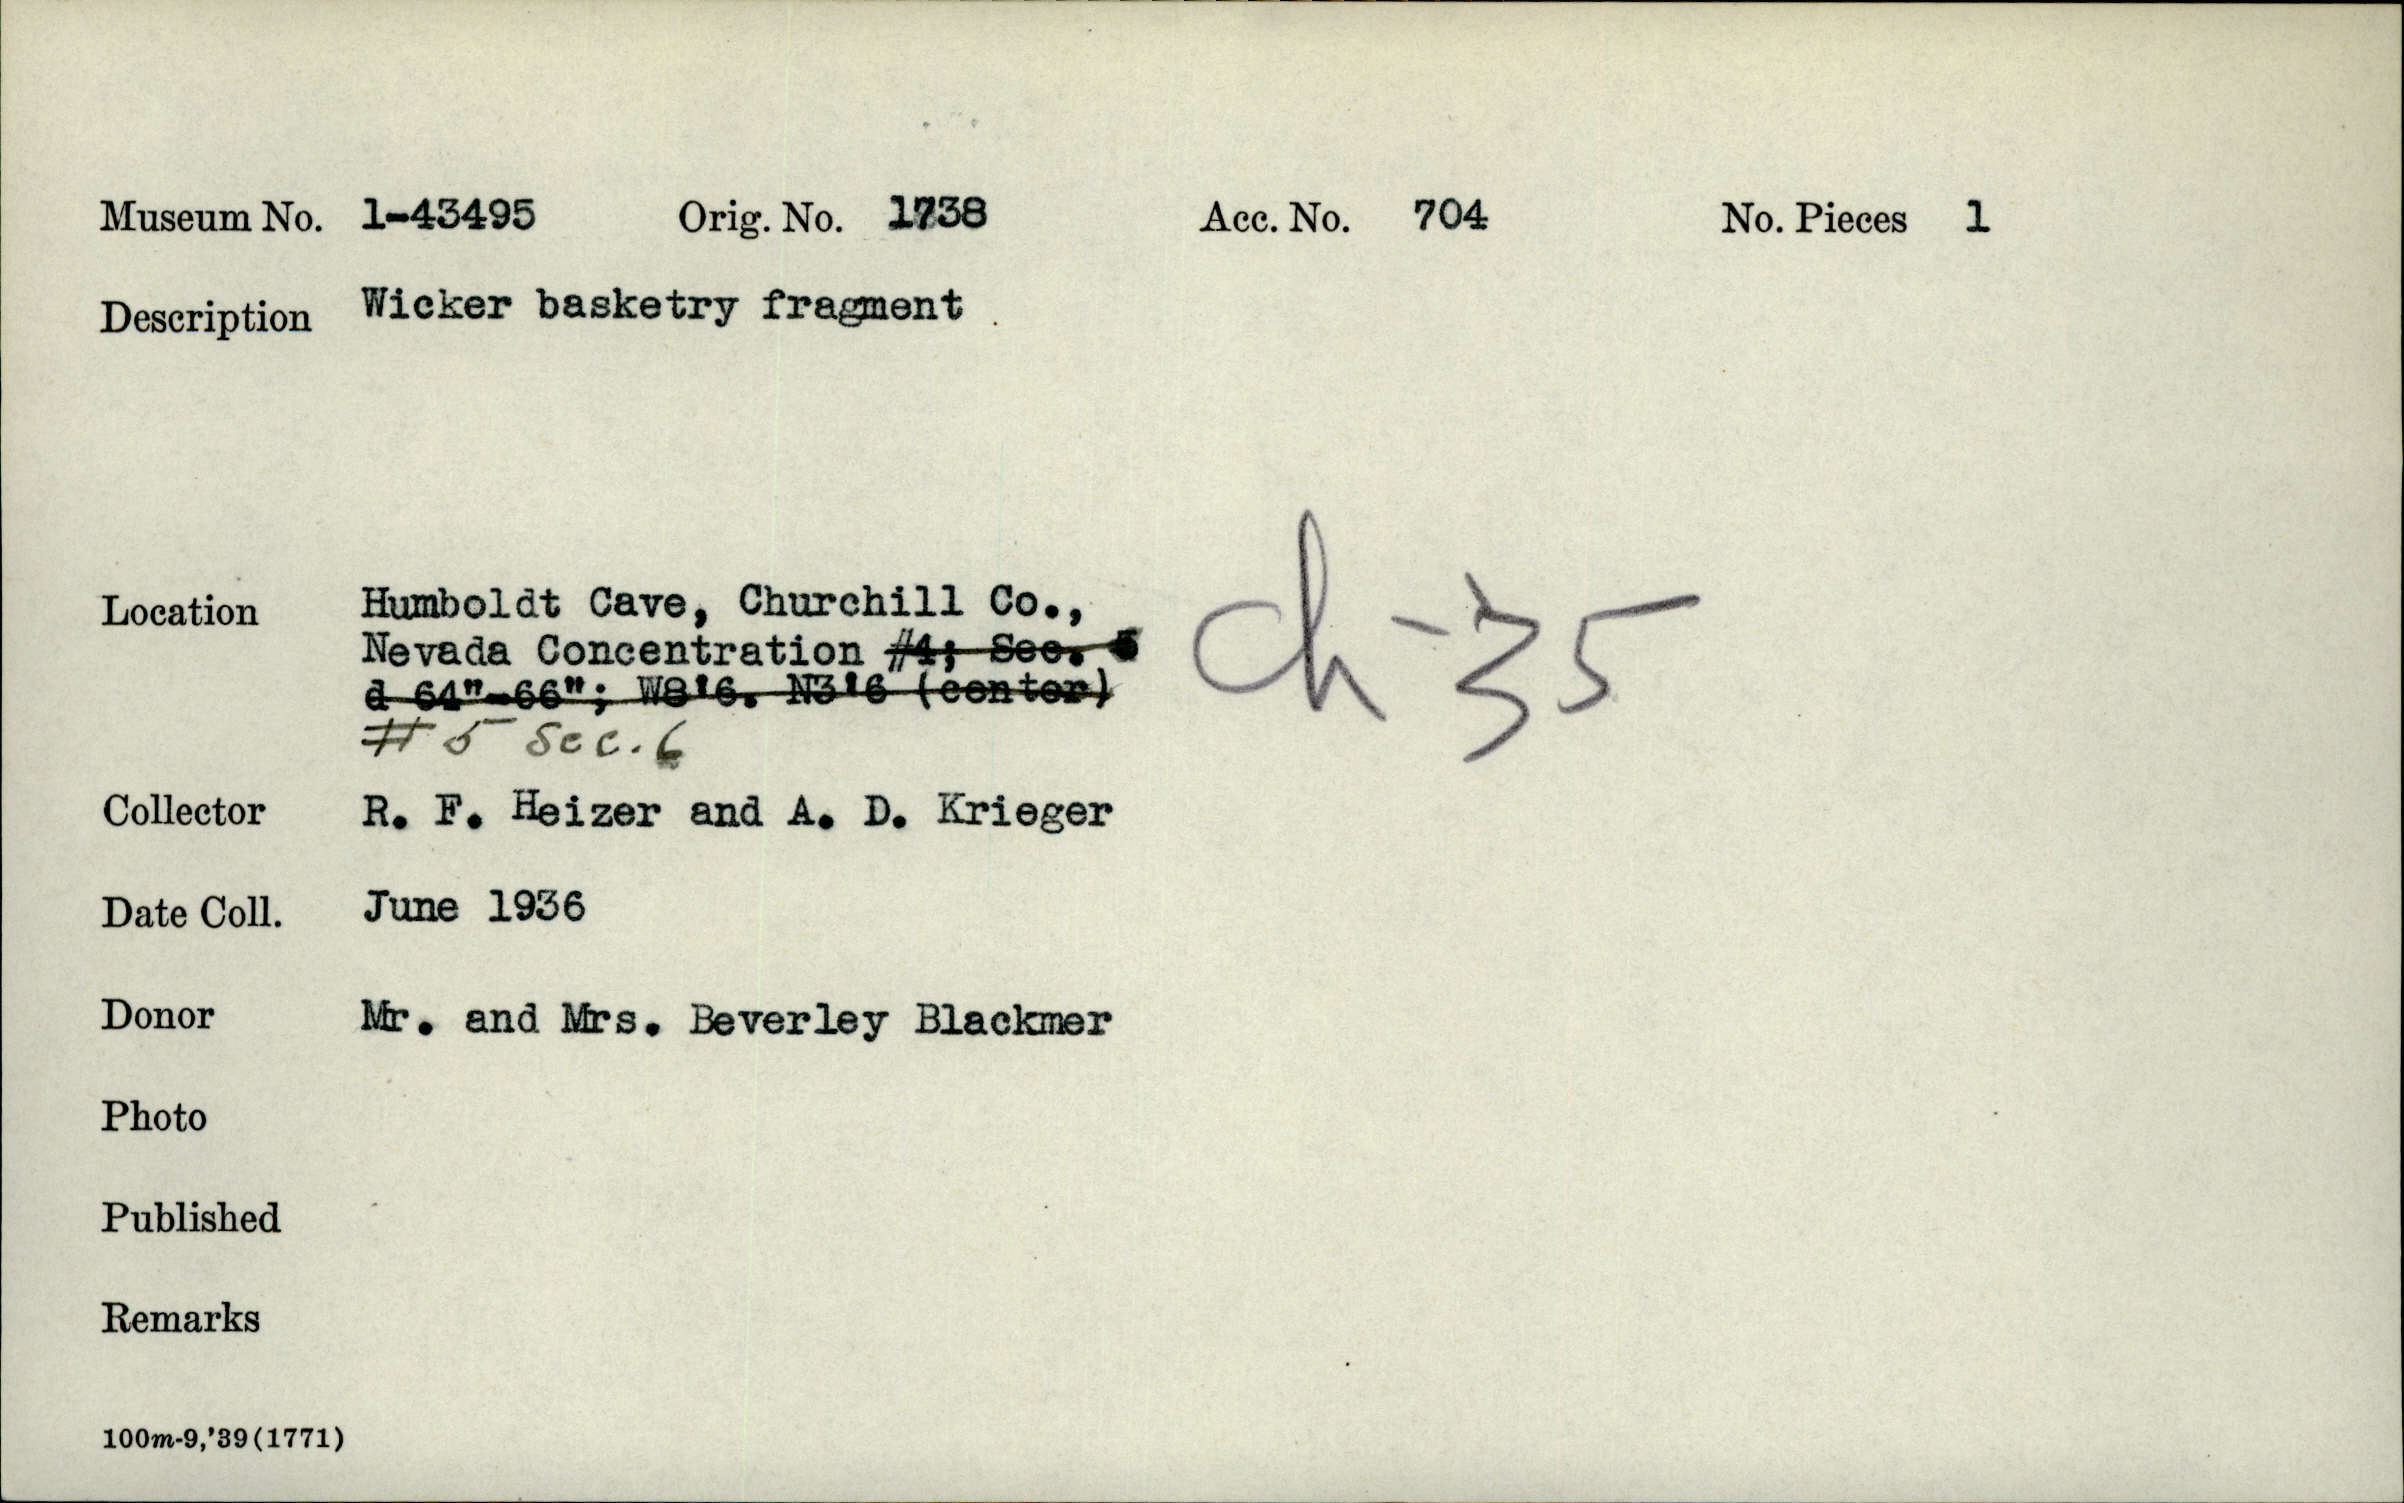 Museum No. 1-43495 Orig. No. 1738 Acc. No. 704 No. Pieces 1
Description Wicker basketry fragment
Location Humboldt Cave, Churchill Co.,
Nevada Concentration #4; Sec. 5
d 64"-66"; W8'6. N3'6 (center)
# 5 Sec. 6
Ch-35
Collector R. F. Heizer and A. D. Krieger
Date Coll. June 1936
Donor Mr. and Mrs. Beverley Blackmer
Photo
Published
Remarks
100m-9,'39(1771)